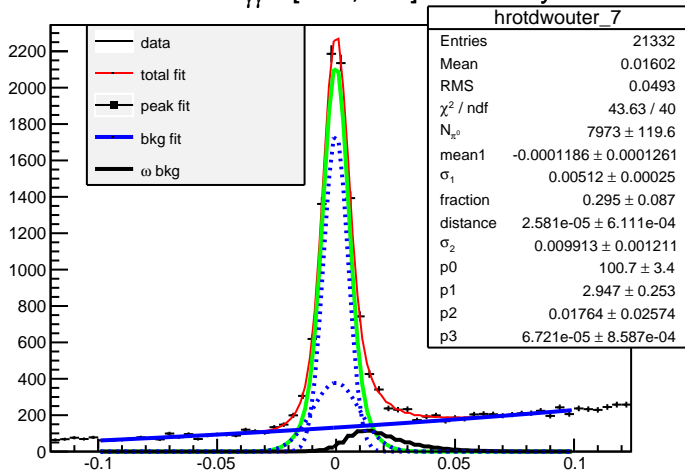 hrotdwouter_7
Entries 21332
Mean 0.01602
RMS 0.0493
χ² / ndf 43.63 / 40
N_π⁰ 7973 ± 119.6
mean1 -0.0001186 ± 0.0001261
σ₁ 0.00512 ± 0.00025
fraction 0.295 ± 0.087
distance 2.581e-05 ± 6.111e-04
σ₂ 0.009913 ± 0.001211
p0 100.7 ± 3.4
p1 2.947 ± 0.253
p2 0.01764 ± 0.02574
p3 6.721e-05 ± 8.587e-04
data
total fit
peak fit
bkg fit
ω bkg
2200
2000
1800
1600
1400
1200
1000
800
600
400
200
0
-0.1 -0.05 0 0.05 0.1